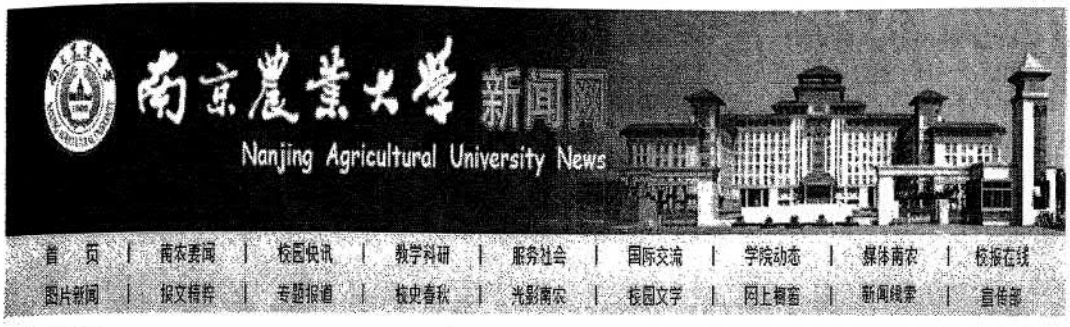 南京農業大學 新闻网
Nanjing Agricultural University News
首 页 | 南农要闻 | 校园快讯 | 教学科研 | 服务社会 | 国际交流 | 学院动态 | 媒体南农 | 校报在线
图片新闻 | 报文精粹 | 专题报道 | 校史春秋 | 光影南农 | 校园文学 | 网上橱窗 | 新闻线索 | 宣传部